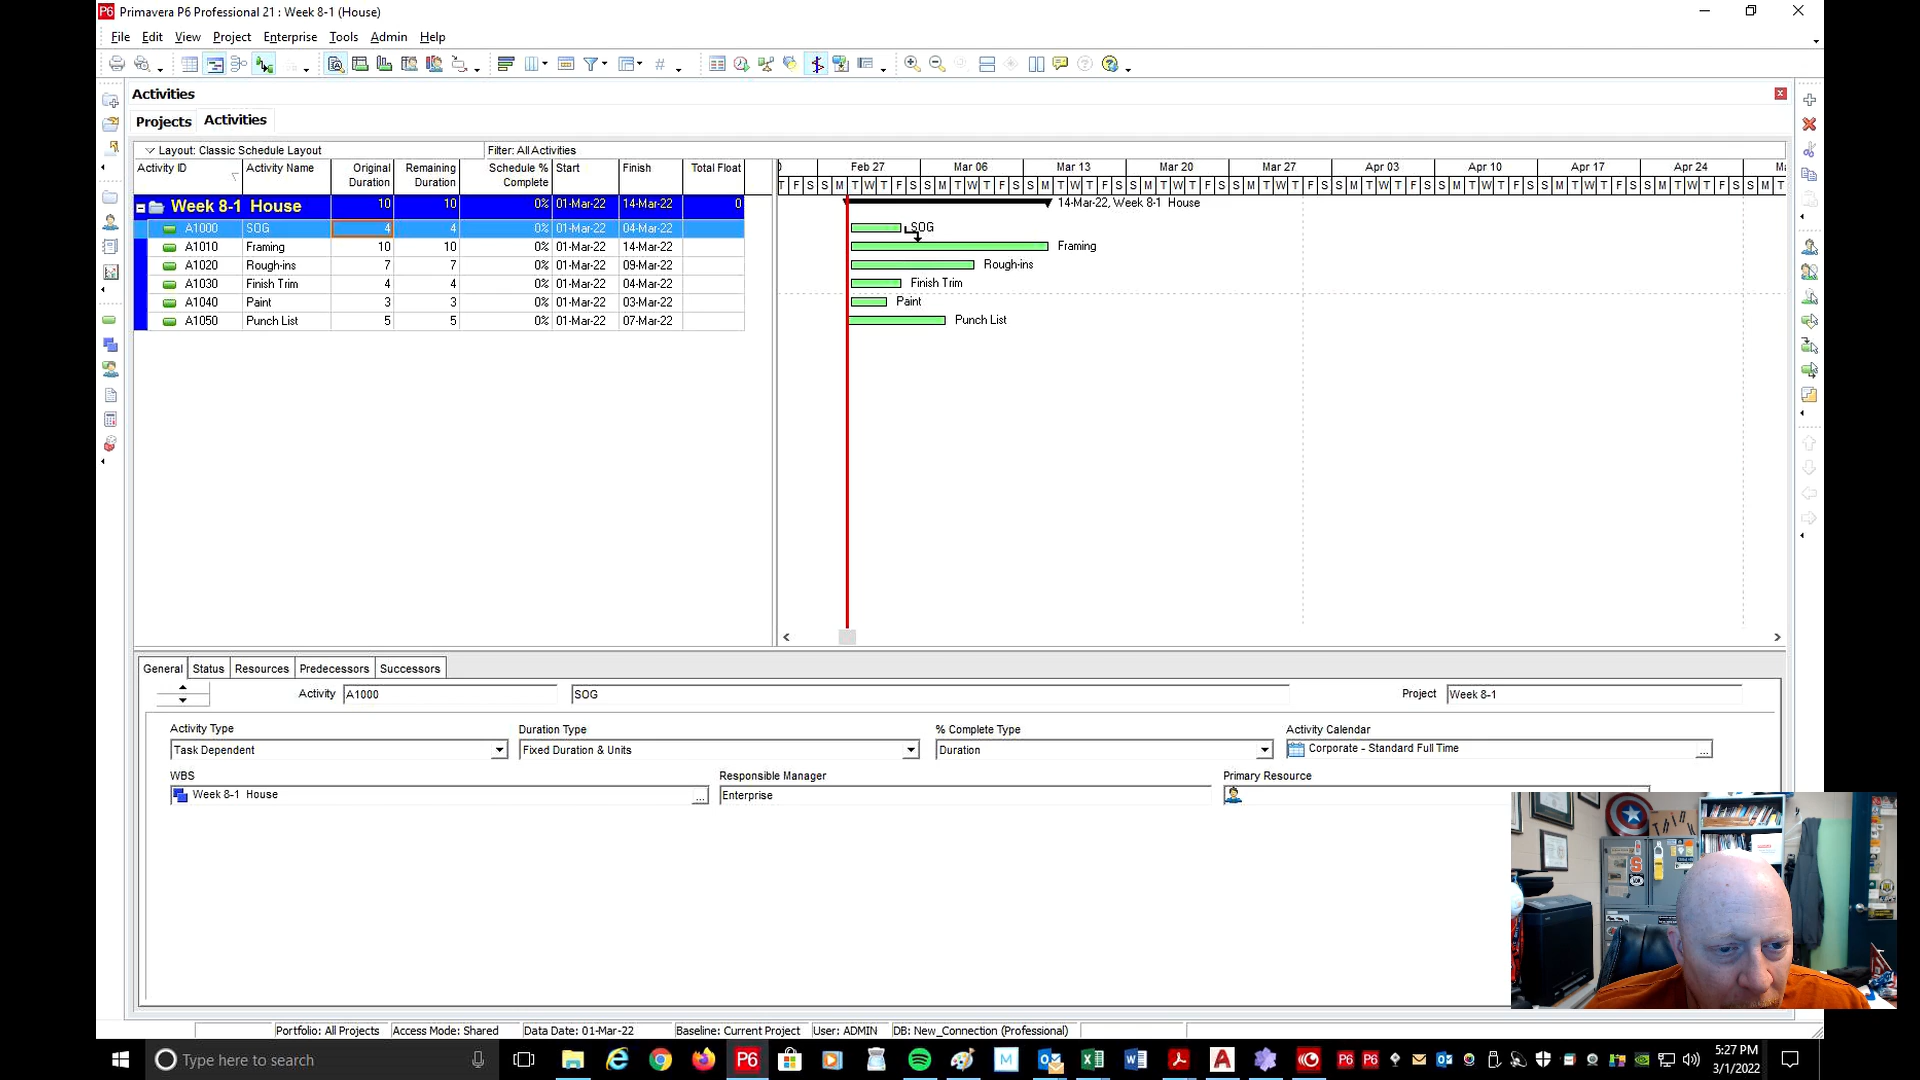 P6 Primavera P6 Professional 21 : Week 8-1 (House)
File Edit View Project Enterprise Tools Admin Help
Activities
Projects Activities
Layout: Classic Schedule Layout Filter: All Activities
Activity ID Activity Name Original Duration Remaining Duration Schedule % Complete Start Finish Total Float
Feb 27 Mar 06 Mar 13 Mar 20 Mar 27 Apr 03 Apr 10 Apr 17 Apr 24
T F S S M T W T F S S M T W T F S S M T W T F S S M T W T F S S M T W T F S S M T W T F S S M T W T F S S M T W T F S S M T W T F S S M T
Week 8-1 House 10 10 0% 01-Mar-22 14-Mar-22 0 14-Mar-22, Week 8-1 House
A1000 SOG 4 4 0% 01-Mar-22 04-Mar-22 SOG
A1010 Framing 10 10 0% 01-Mar-22 14-Mar-22 Framing
A1020 Rough-ins 7 7 0% 01-Mar-22 09-Mar-22 Rough-ins
A1030 Finish Trim 4 4 0% 01-Mar-22 04-Mar-22 Finish Trim
A1040 Paint 3 3 0% 01-Mar-22 03-Mar-22 Paint
A1050 Punch List 5 5 0% 01-Mar-22 07-Mar-22 Punch List
General Status Resources Predecessors Successors
Activity A1000 SOG Project Week 8-1
Activity Type Duration Type % Complete Type Activity Calendar
Task Dependent Fixed Duration & Units Duration Corporate - Standard Full Time
WBS Responsible Manager Primary Resource
Week 8-1 House Enterprise
Think
Portfolio: All Projects Access Mode: Shared Data Date: 01-Mar-22 Baseline: Current Project User: ADMIN DB: New_Connection (Professional)
Type here to search P6 P6 P6
5:27 PM
3/1/2022